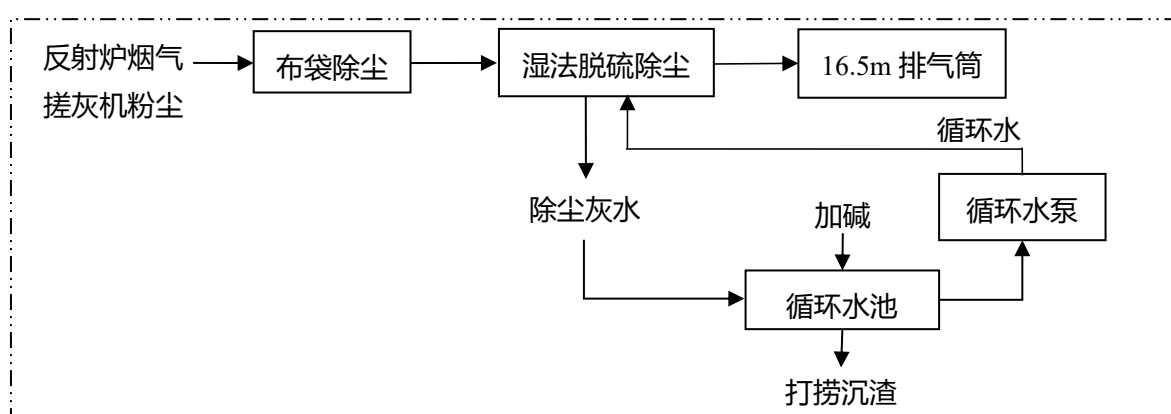 反射炉烟气
搓灰机粉尘
布袋除尘
湿法脱硫除尘
16.5m 排气筒
循环水
除尘灰水
加碱
循环水泵
循环水池
打捞沉渣